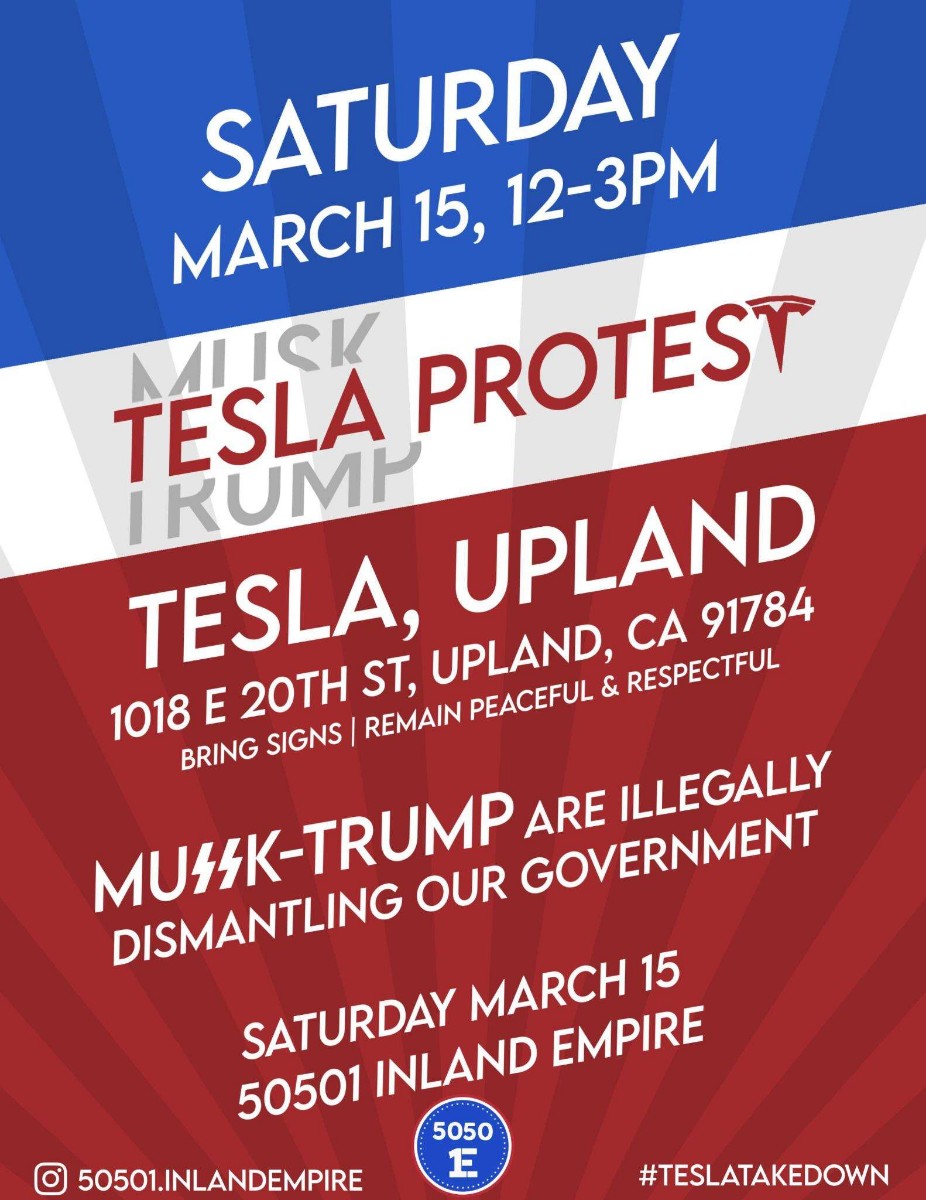 SATURDAY
MARCH 15, 12-3PM
MUSK
TESLA PROTEST
TRUMP
TESLA, UPLAND
1018 E 20TH ST, UPLAND, CA 91784
BRING SIGNS | REMAIN PEACEFUL & RESPECTFUL
MUϟϟK-TRUMP ARE ILLEGALLY
DISMANTLING OUR GOVERNMENT
SATURDAY MARCH 15
50501 INLAND EMPIRE
5050
1E
50501.INLANDEMPIRE
#TESLATAKEDOWN